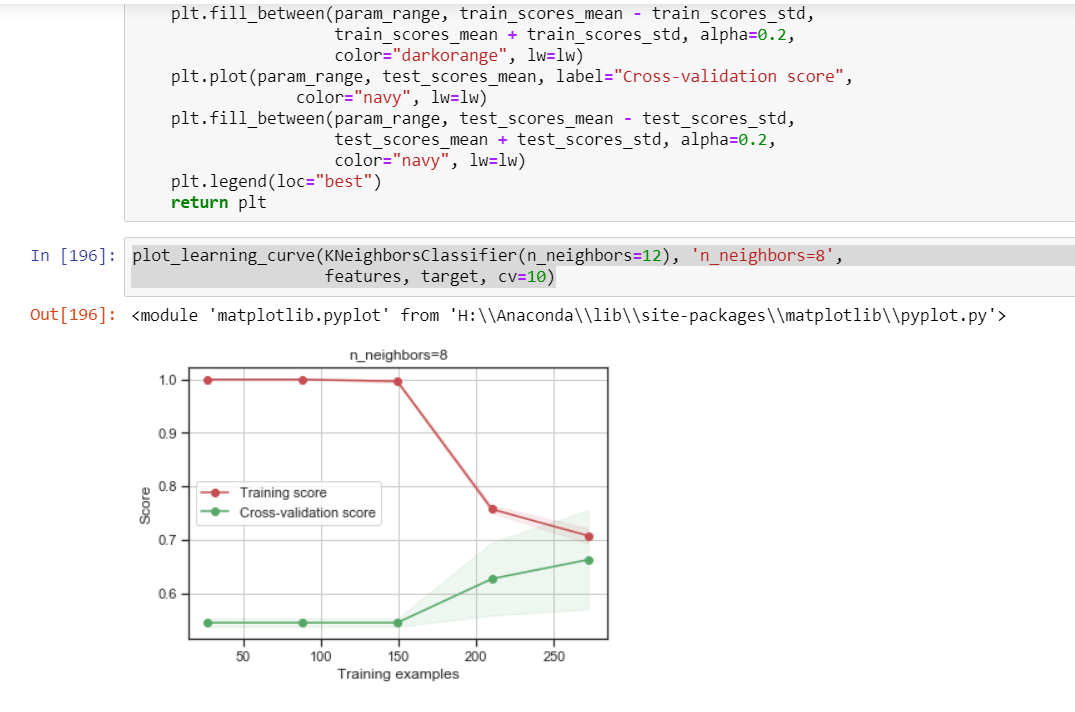 plt.fill_between(param_range, train_scores_mean - train_scores_std,
train_scores_mean + train_scores_std, alpha=0.2,
color="darkorange", lw=lw)
plt.plot(param_range, test_scores_mean, label="Cross-validation score",
color="navy", lw=lw)
plt.fill_between(param_range, test_scores_mean - test_scores_std,
test_scores_mean + test_scores_std, alpha=0.2,
color="navy", lw=lw)
plt.legend(loc="best")
return plt
In [196]: plot_learning_curve(KNeighborsClassifier(n_neighbors=12), 'n_neighbors=8',
features, target, cv=10)
Out[196]: <module 'matplotlib.pyplot' from 'H:\\Anaconda\\lib\\site-packages\\matplotlib\\pyplot.py'>
n_neighbors=8
1.0
0.9
0.8
0.7
0.6
Score
Training score
Cross-validation score
50 100 150 200 250
Training examples